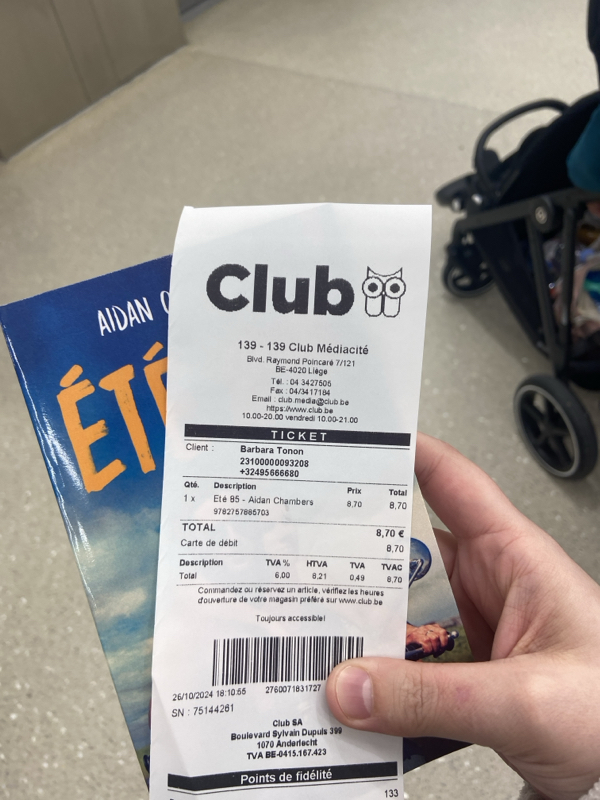 AIDAN
ÉTÉ
Club
139 - 139 Club Médiacité
Blvd. Raymond Poincaré 7/121
BE-4020 Liège
Tél. : 04 3427505
Fax : 04/3417184
Email : club.media@club.be
https://www.club.be
10.00-20.00 vendredi 10.00-21.00
TICKET
Client : Barbara Tonon
23100000093208
+32495666680
Qté. Description Prix Total
1 x Eté 85 - Aidan Chambers 8,70 8,70
9782757885703
TOTAL 8,70 €
Carte de débit 8,70
Description TVA % HTVA TVA TVAC
Total 6,00 8,21 0,49 8,70
Commandez ou réservez un article, vérifiez les heures
d'ouverture de votre magasin préféré sur www.club.be
Toujours accessible!
26/10/2024 18:10:55 2760071831727
SN : 75144281
Club SA
Boulevard Sylvain Dupuis 399
1070 Anderlecht
TVA BE-0415.167.423
Points de fidélité
133